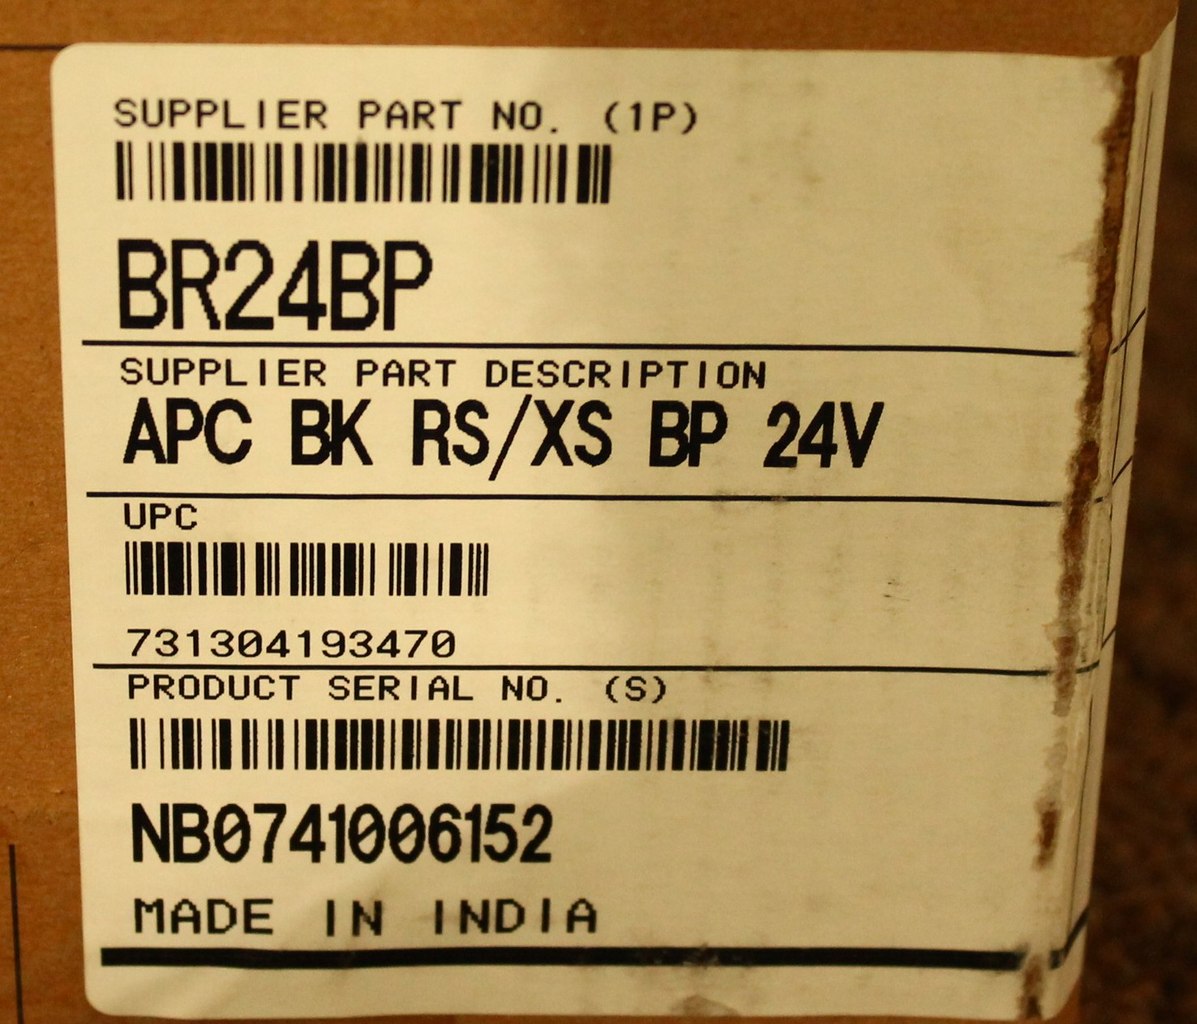 SUPPLIER PART NO. (1P)
BR24BP
SUPPLIER PART DESCRIPTION
APC BK RS/XS BP 24V
UPC
731304193470
PRODUCT SERIAL NO. (S)
NB0741006152
MADE IN INDIA